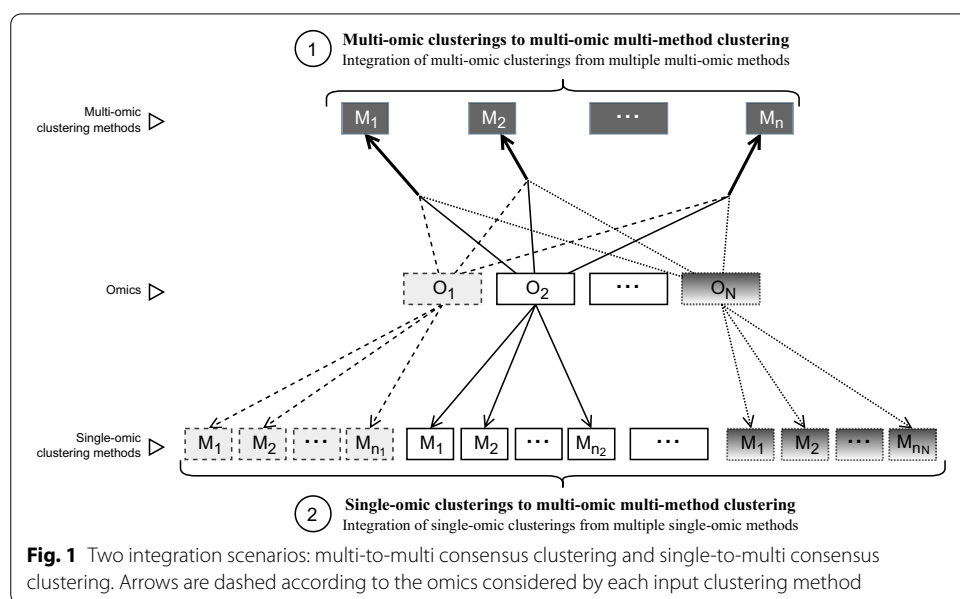 1
Multi-omic clusterings to multi-omic multi-method clustering
Integration of multi-omic clusterings from multiple multi-omic methods
Multi-omic
clustering methods
M1 M2 ... Mn
Omics
O1 O2 ... ON
Single-omic
clustering methods
M1 M2 ... Mn1 M1 M2 ... Mn2 ... M1 M2 ... MnN
2
Single-omic clusterings to multi-omic multi-method clustering
Integration of single-omic clusterings from multiple single-omic methods
Fig. 1 Two integration scenarios: multi-to-multi consensus clustering and single-to-multi consensus
clustering. Arrows are dashed according to the omics considered by each input clustering method